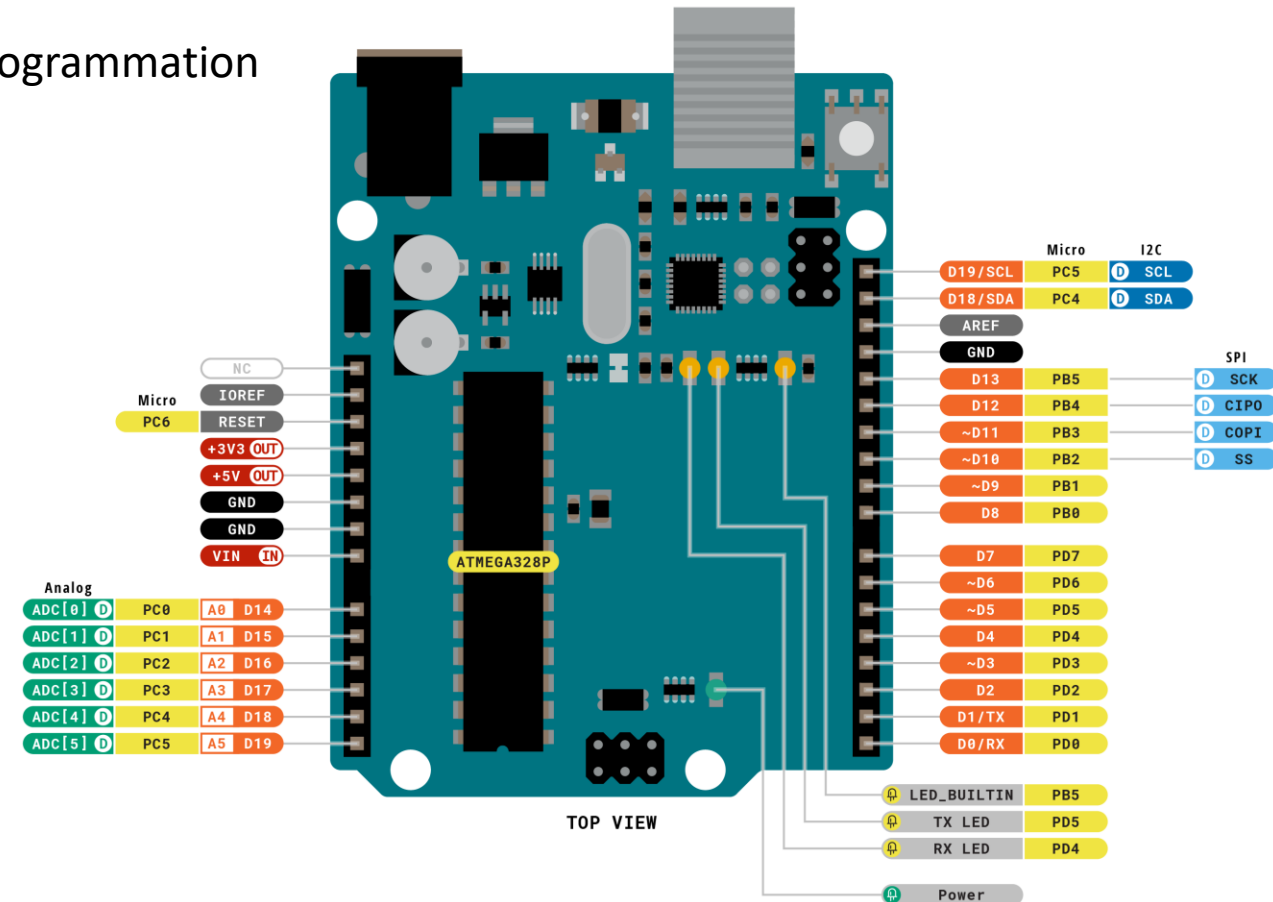 ogrammation
Micro I2C
D19/SCL PC5 D SCL
D18/SDA PC4 D SDA
AREF
GND
SPI
D13 PB5 D SCK
D12 PB4 D CIPO
~D11 PB3 D COPI
~D10 PB2 D SS
~D9 PB1
D8 PB0
D7 PD7
~D6 PD6
~D5 PD5
D4 PD4
~D3 PD3
D2 PD2
D1/TX PD1
D0/RX PD0
NC
IOREF
Micro
PC6 RESET
+3V3 OUT
+5V OUT
GND
GND
VIN IN
ATMEGA328P
Analog
ADC[0] D PC0 A0 D14
ADC[1] D PC1 A1 D15
ADC[2] D PC2 A2 D16
ADC[3] D PC3 A3 D17
ADC[4] D PC4 A4 D18
ADC[5] D PC5 A5 D19
TOP VIEW
LED_BUILTIN PB5
TX LED PD5
RX LED PD4
Power